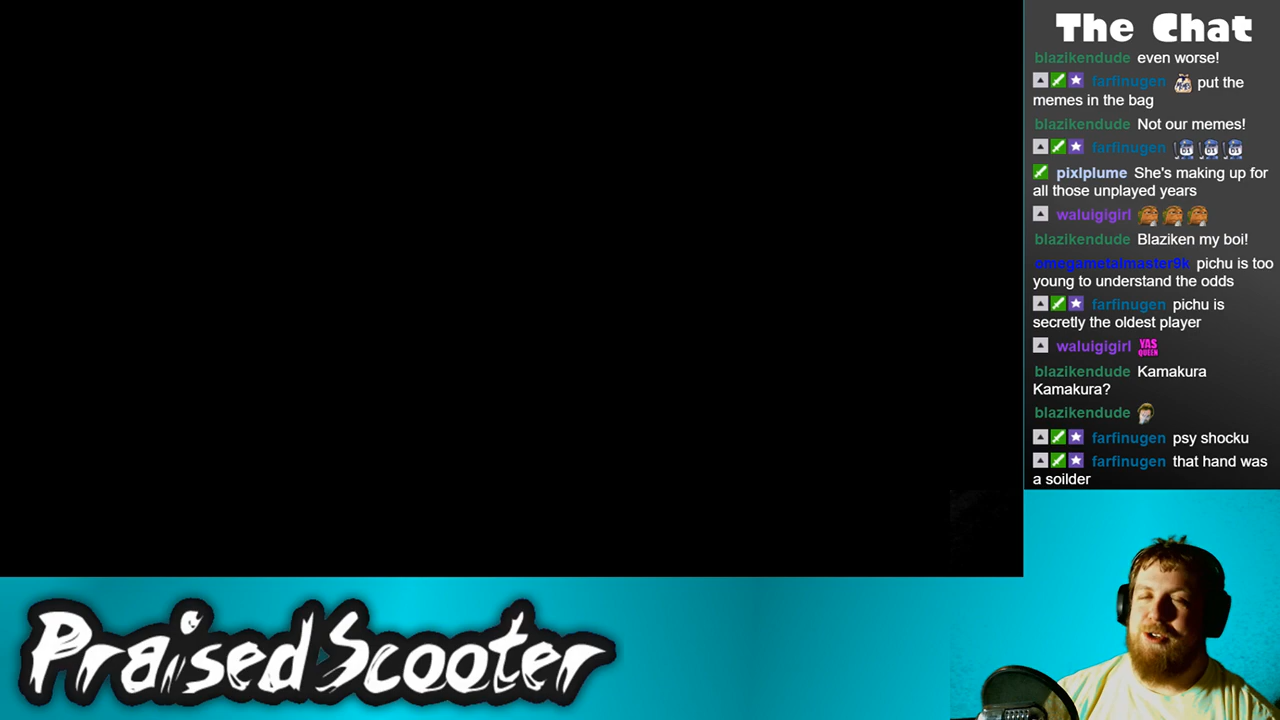 The Chat
blazikendude even worse!
farfinugen put the
memes in the bag
blazikendude Not our memes!
farfinugen
pixlplume She's making up for
all those unplayed years
waluigigirl
blazikendude Blaziken my boi!
omegametalmaster9k pichu is too
young to understand the odds
farfinugen pichu is
secretly the oldest player
waluigigirl YAS
QUEEN
blazikendude Kamakura
Kamakura?
blazikendude
farfinugen psy shocku
farfinugen that hand was
a soilder
PraisedScooter